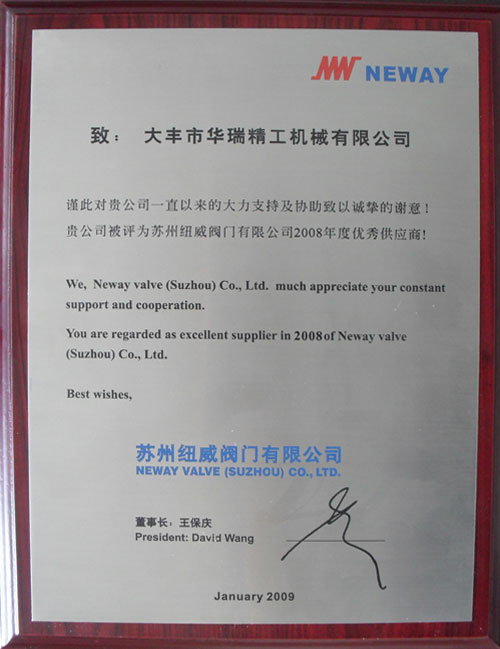 NEWAY
致： 大丰市华瑞精工机械有限公司
谨此对贵公司一直以来的大力支持及协助致以诚挚的谢意！
贵公司被评为苏州纽威阀门有限公司2008年度优秀供应商!
We, Neway valve (Suzhou) Co., Ltd. much appreciate your constant
support and cooperation.
You are regarded as excellent supplier in 2008of Neway valve
(Suzhou) Co., Ltd.
Best wishes,
苏州纽威阀门有限公司
NEWAY VALVE (SUZHOU) CO., LTD.
董事长：王保庆
President: David Wang
January 2009